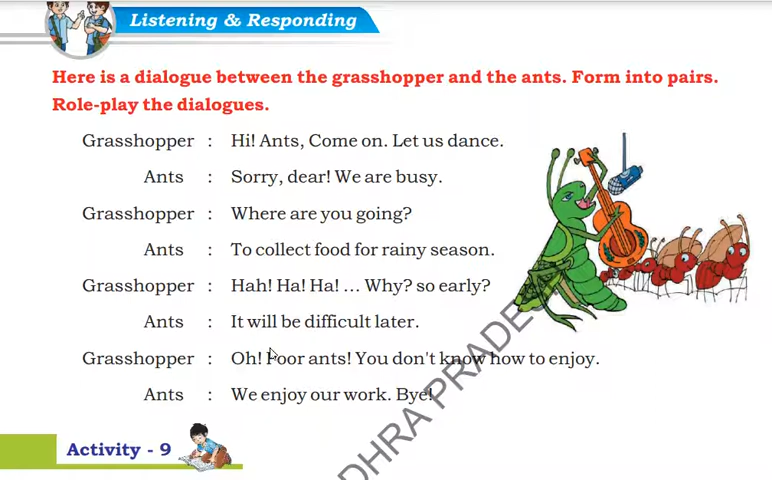 Listening & Responding
Here is a dialogue between the grasshopper and the ants. Form into pairs.
Role-play the dialogues.
Grasshopper : Hi! Ants, Come on. Let us dance.
Ants : Sorry, dear! We are busy.
Grasshopper : Where are you going?
Ants : To collect food for rainy season.
Grasshopper : Hah! Ha! Ha! ... Why? so early?
Ants : It will be difficult later.
Grasshopper : Oh! Poor ants! You don't know how to enjoy.
Ants : We enjoy our work. Bye!
Activity - 9
DHRA PRADE